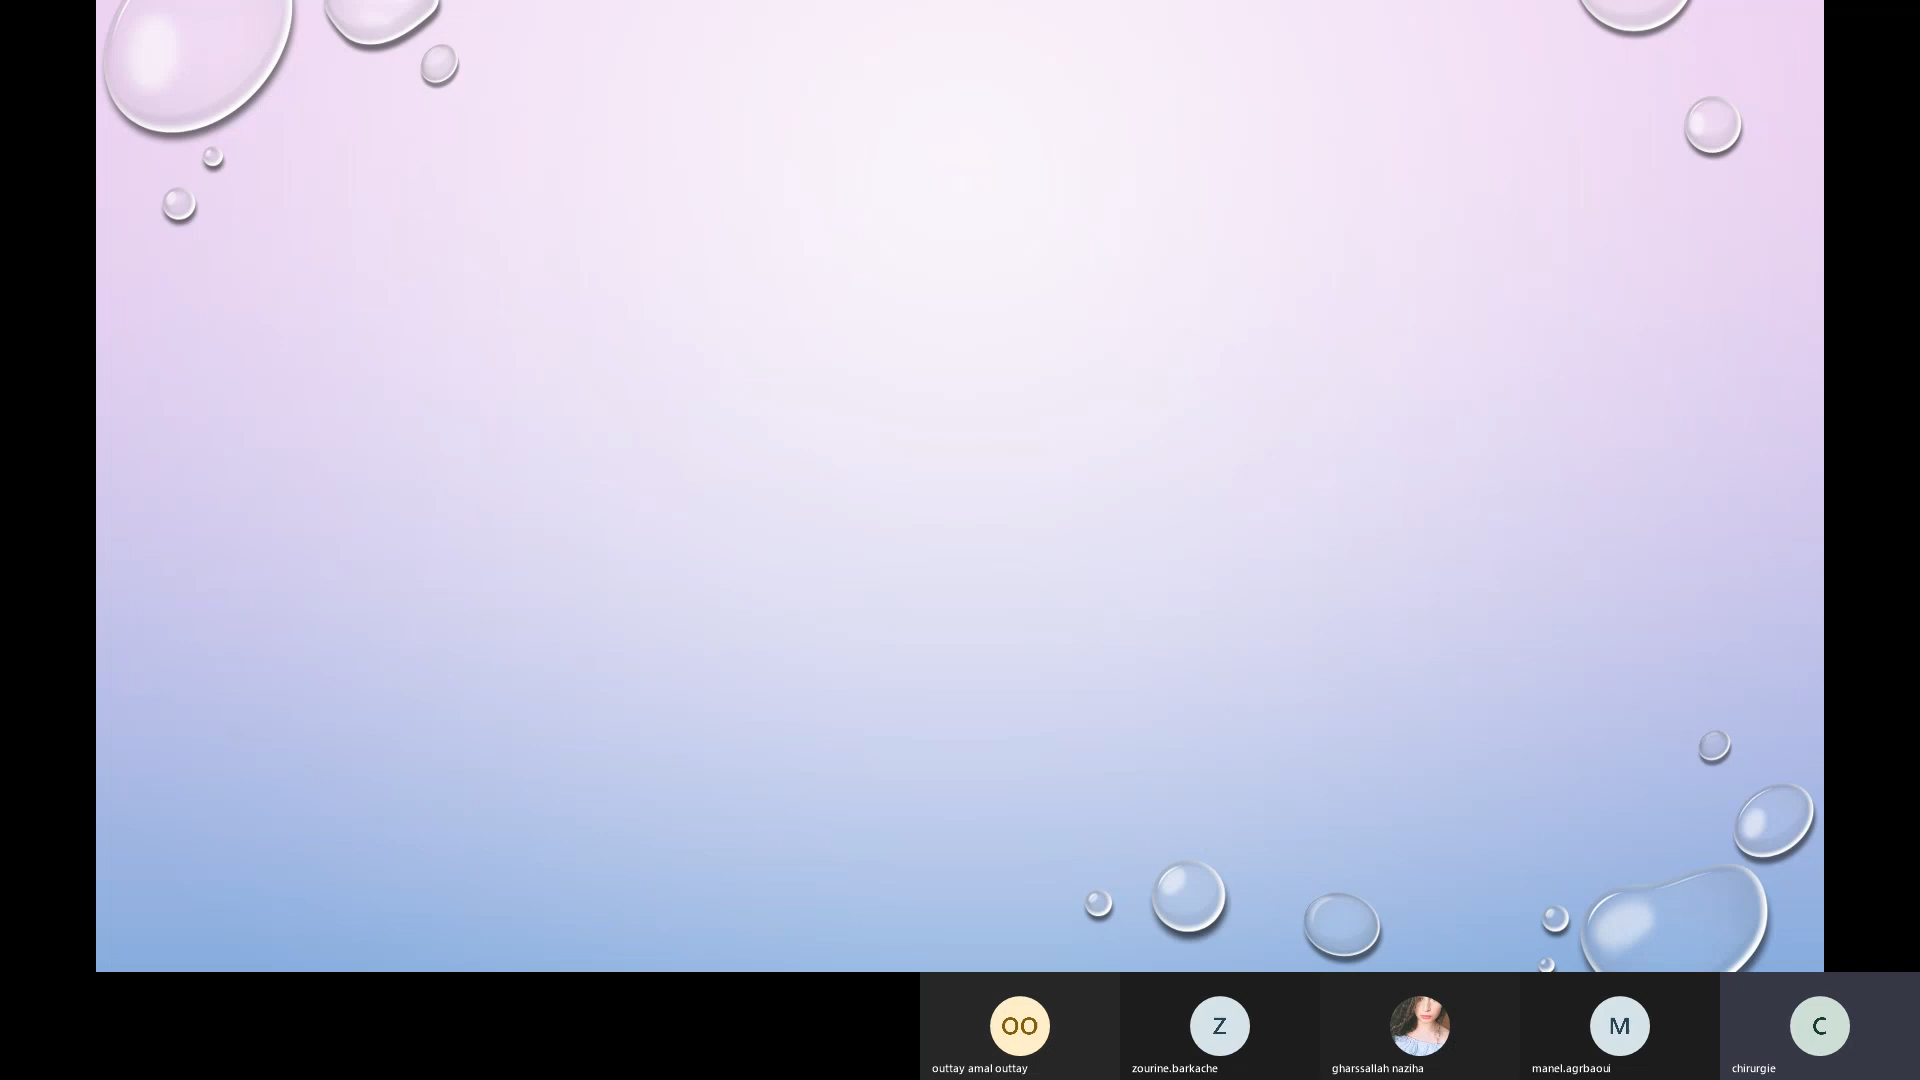 OO
Z
M
C
outtay amal outtay
zourine.barkache
gharssallah naziha
manel.agrbaoui
chirurgie